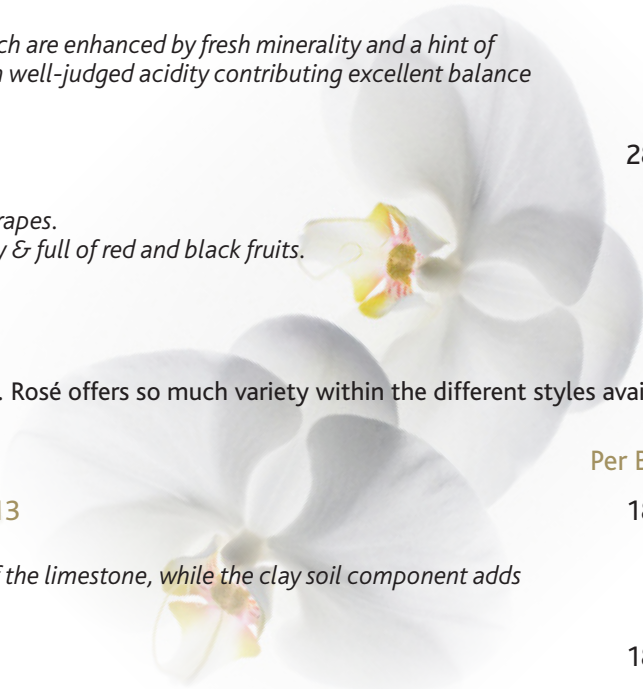 ch are enhanced by fresh minerality and a hint of
well-judged acidity contributing excellent balance
rapes.
y & full of red and black fruits.
. Rosé offers so much variety within the different styles avai
Per
13
the limestone, while the clay soil component adds